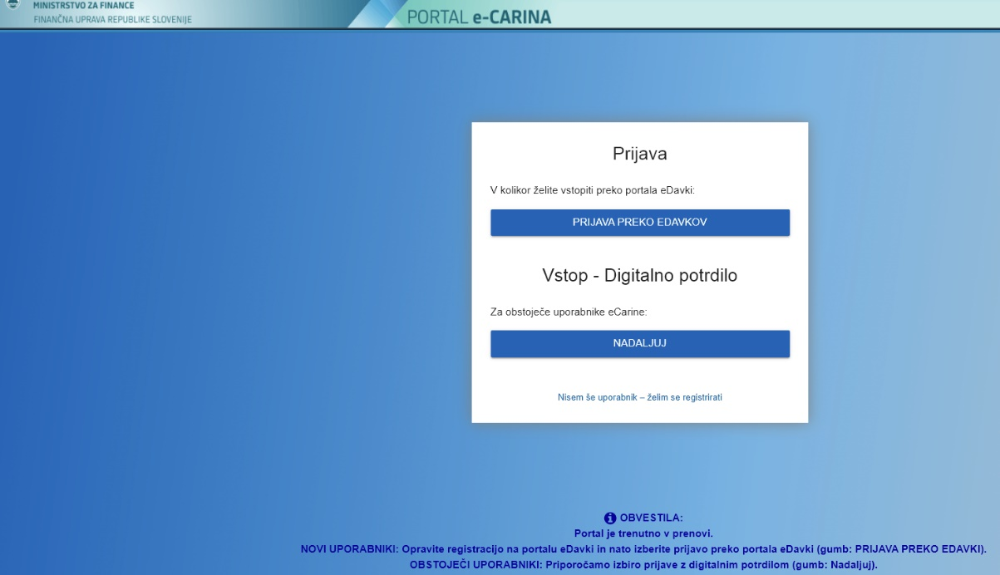 MINISTRSTVO ZA FINANCE
FINANČNA UPRAVA REPUBLIKE SLOVENIJE
PORTAL e-CARINA
Prijava
V kolikor želite vstopiti preko portala eDavki:
PRIJAVA PREKO EDAVKOV
Vstop - Digitalno potrdilo
Za obstoječe uporabnike eCarine:
NADALJUJ
Nisem še uporabnik – želim se registrirati
OBVESTILA:
Portal je trenutno v prenovi.
NOVI UPORABNIKI: Opravite registracijo na portalu eDavki in nato izberite prijavo preko portala eDavki (gumb: PRIJAVA PREKO EDAVKI).
OBSTOJEČI UPORABNIKI: Priporočamo izbiro prijave z digitalnim potrdilom (gumb: Nadaljuj).